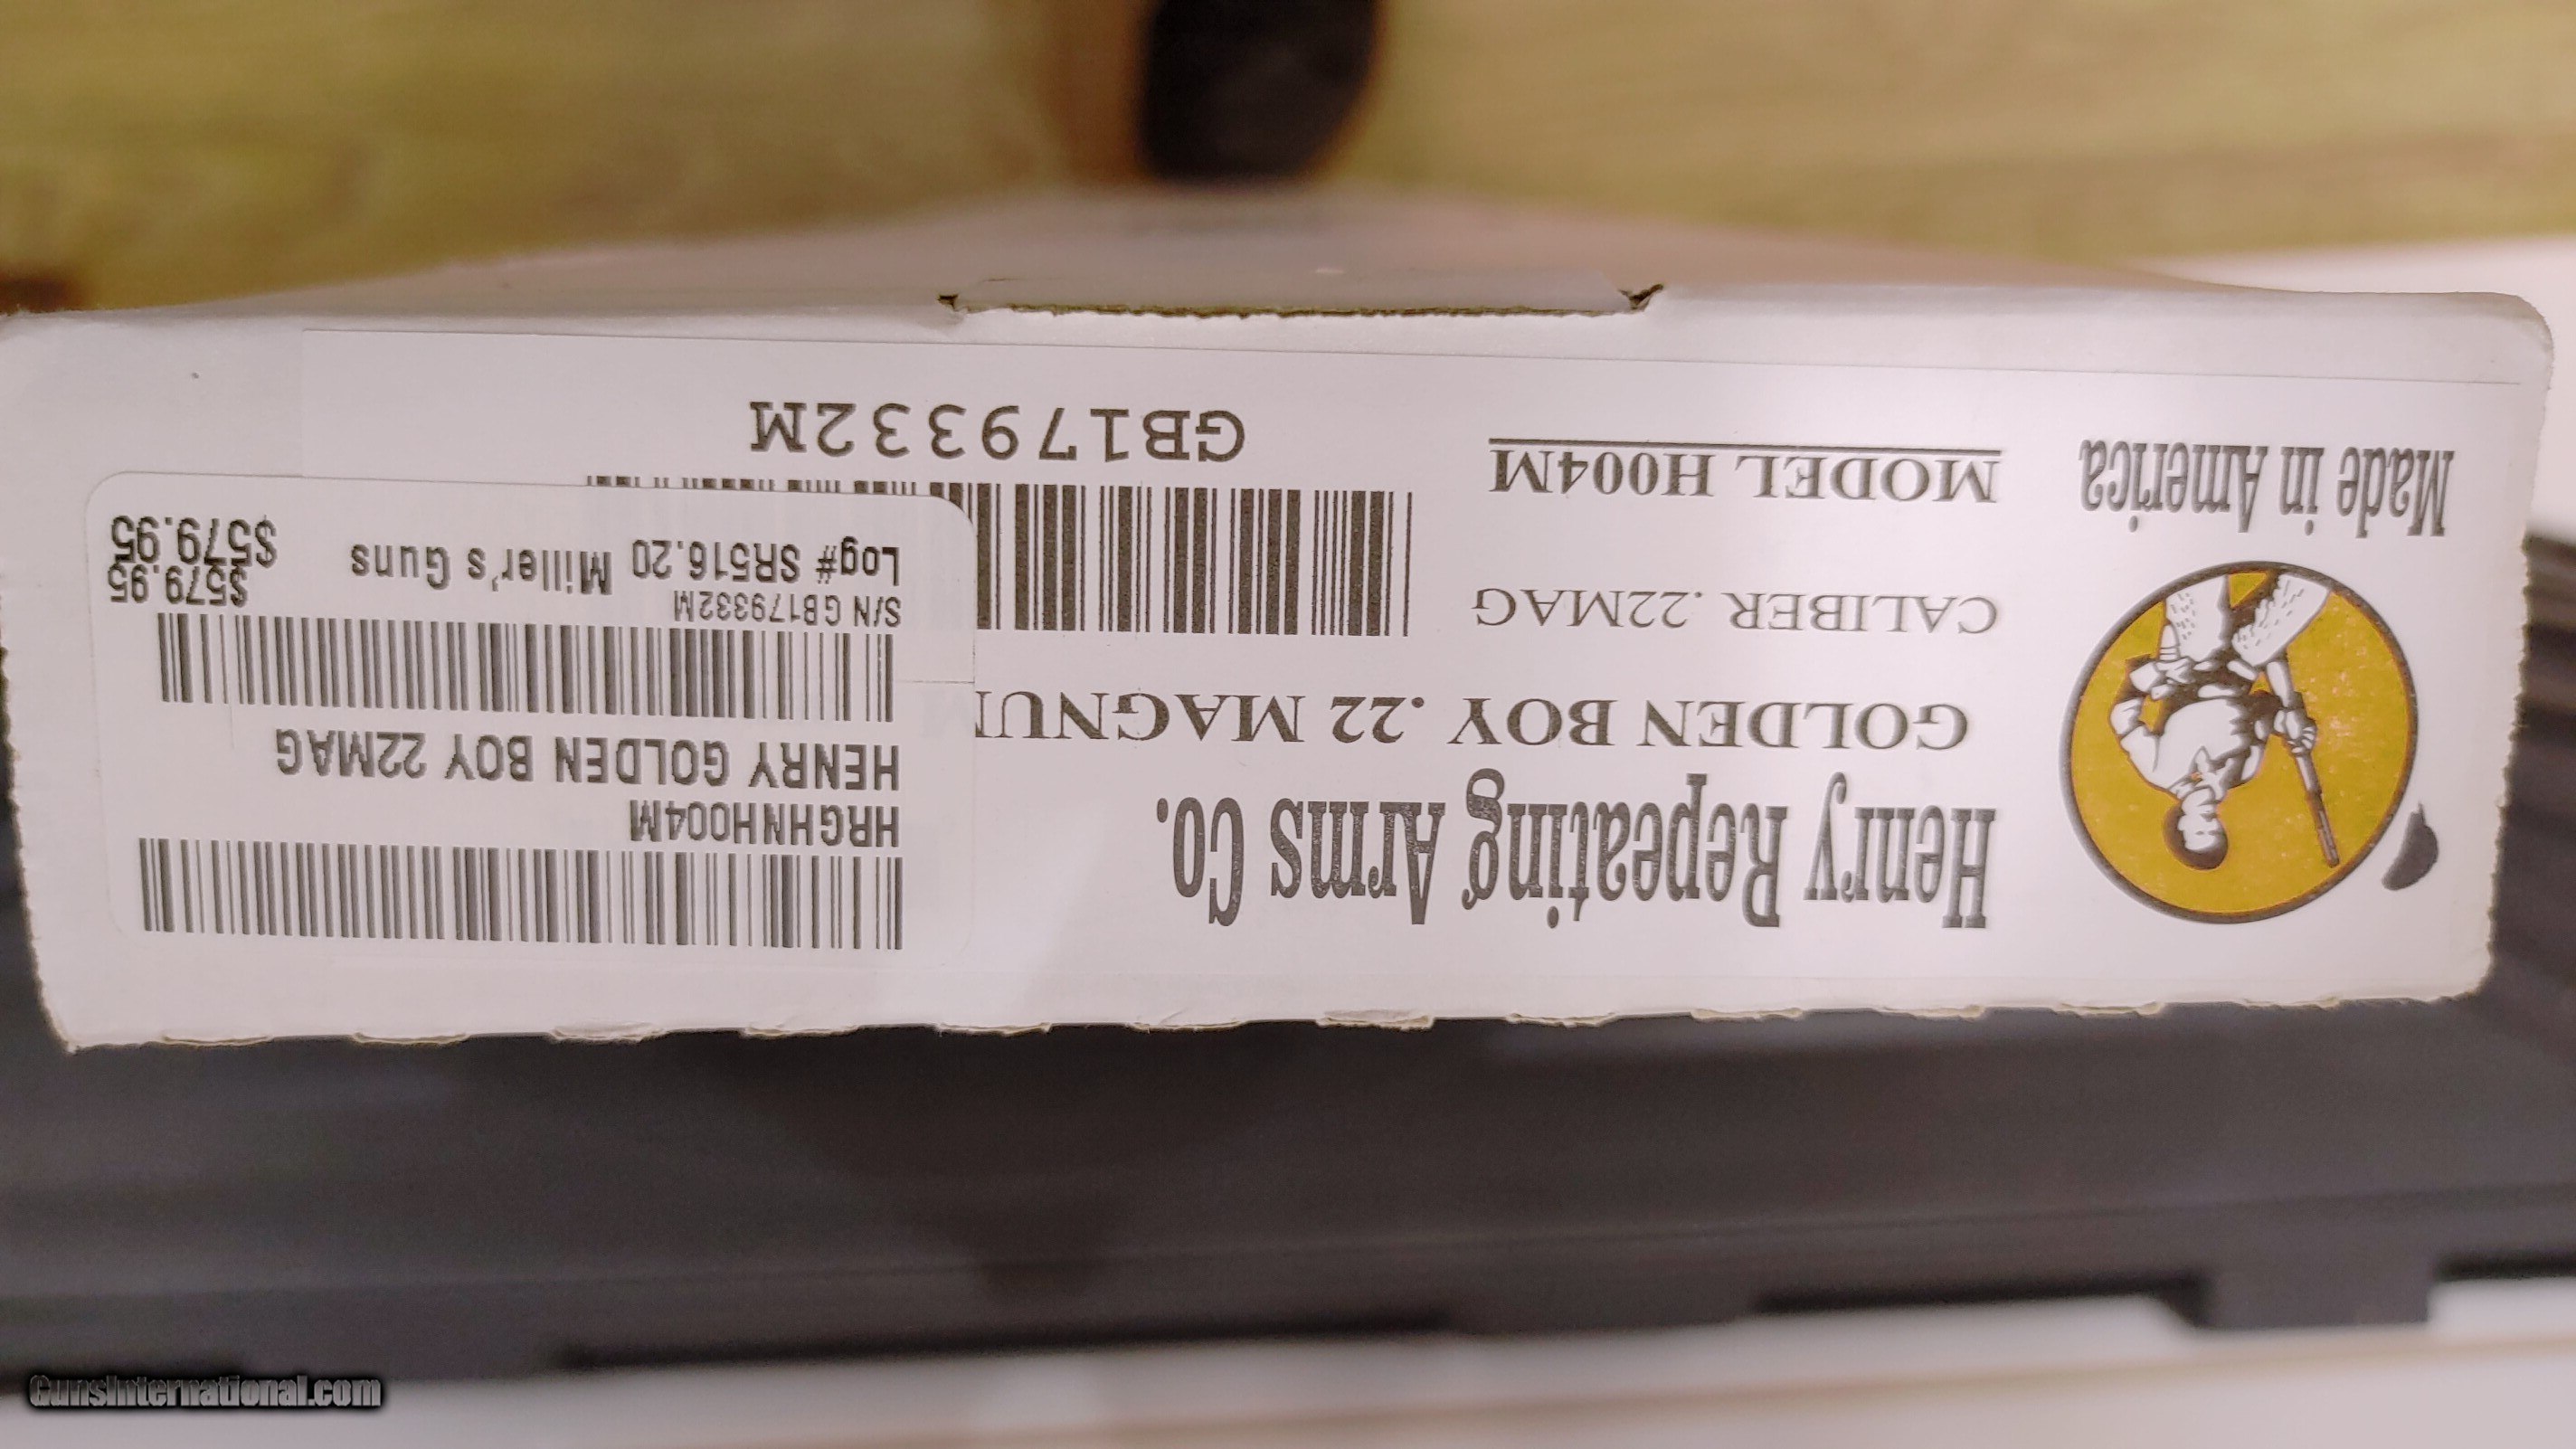 Henry Repeating Arms Co.
GOLDEN BOY .22 MAGNUM
CALIBER .22MAG
MODEL H004M
Made in America
GB179332M
HRGHNH004M
HENRY GOLDEN BOY 22MAG
S/N GB179332M
$579.95
Log# SR516.20 Miller's Guns
$579.95
GunsInternational.com